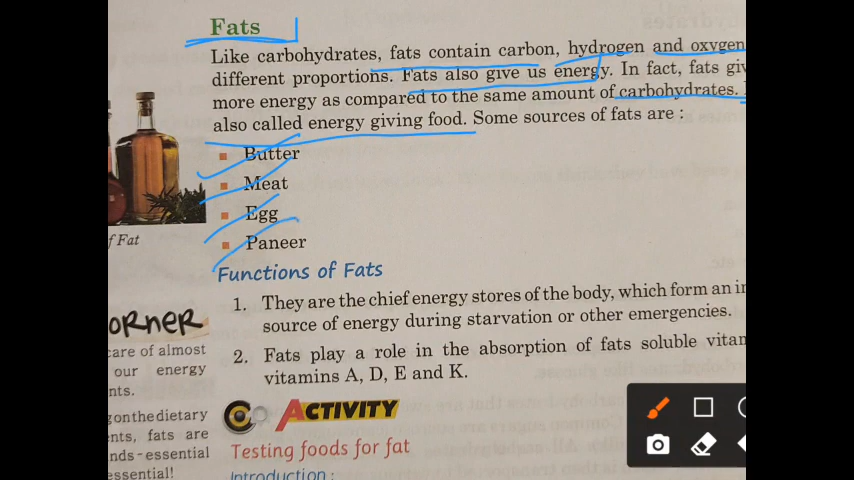 Fats
Like carbohydrates, fats contain carbon, hydrogen and oxygen
different proportions. Fats also give us energy. In fact, fats giv
more energy as compared to the same amount of carbohydrates.
also called energy giving food. Some sources of fats are :
Butter
Meat
Egg
Paneer
f Fat
Functions of Fats
1. They are the chief energy stores of the body, which form an i
source of energy during starvation or other emergencies.
2. Fats play a role in the absorption of fats soluble vitam
vitamins A, D, E and K.
ORNER
care of almost
our energy
nts.
gonthedietary
nts, fats are
nds-essential
essential!
CO ACTIVITY
Testing foods for fat
Introduction :